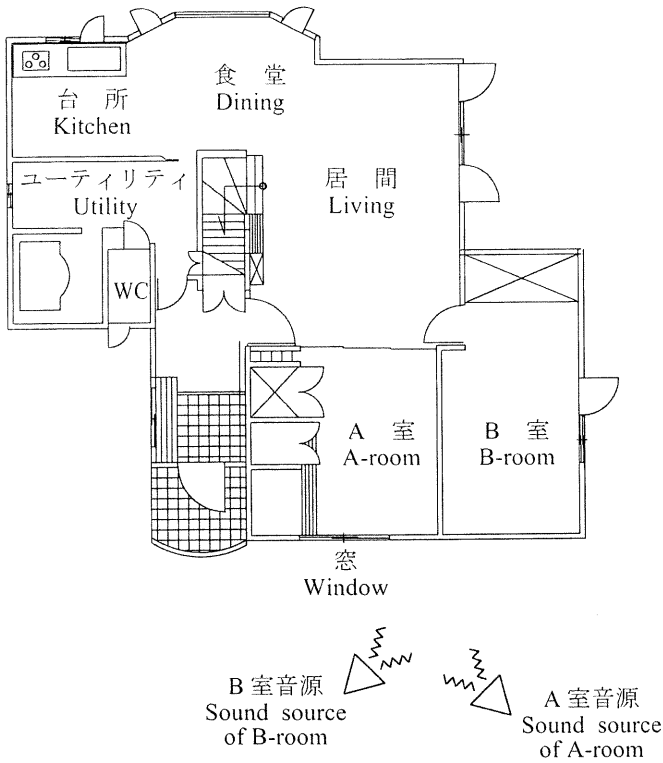 食 堂
Dining
台 所
Kitchen
ユーティリティ
Utility
居 間
Living
WC
A 室
A-room
B 室
B-room
窓
Window
B 室音源
Sound source
of B-room
A 室音源
Sound source
of A-room